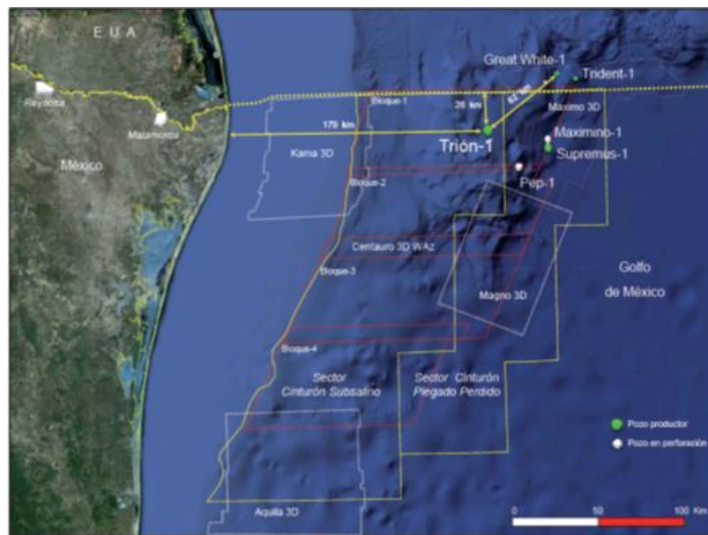 E U A
Great White-1
Trident-1
Reynosa
Bloque-1
28 km
62 km
Máximo 3D
Matamoros
179 km
Trión-1
Maximino-1
México
Kama 3D
Supremus-1
Pep-1
Bloque-2
Centauro 3D WAz
Bloque-3
Golfo
de México
Magno 3D
Bloque-4
Sector
Cinturón Subsalino
Sector Cinturón
Plegado Perdido
Pozo productor
Pozo en perforación
Aquila 3D
0
50
100 Km